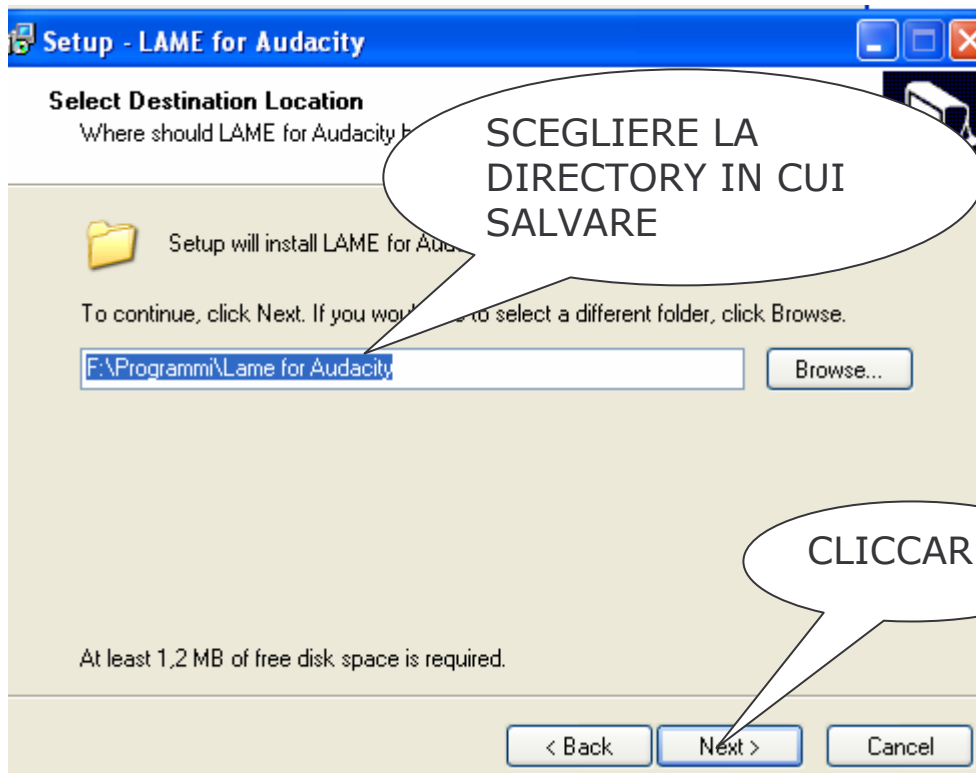 Setup - LAME for Audacity
Select Destination Location
Where should LAME for Audacity
SCEGLIERE LA
DIRECTORY IN CUI
SALVARE
Setup will install LAME for
To continue, click Next. If you to select a different folder, click Browse.
F:\Programmi\Lame for Audacity
Browse...
CLICCAR
At least 1,2 MB of free disk space is required.
< Back
Next >
Cancel